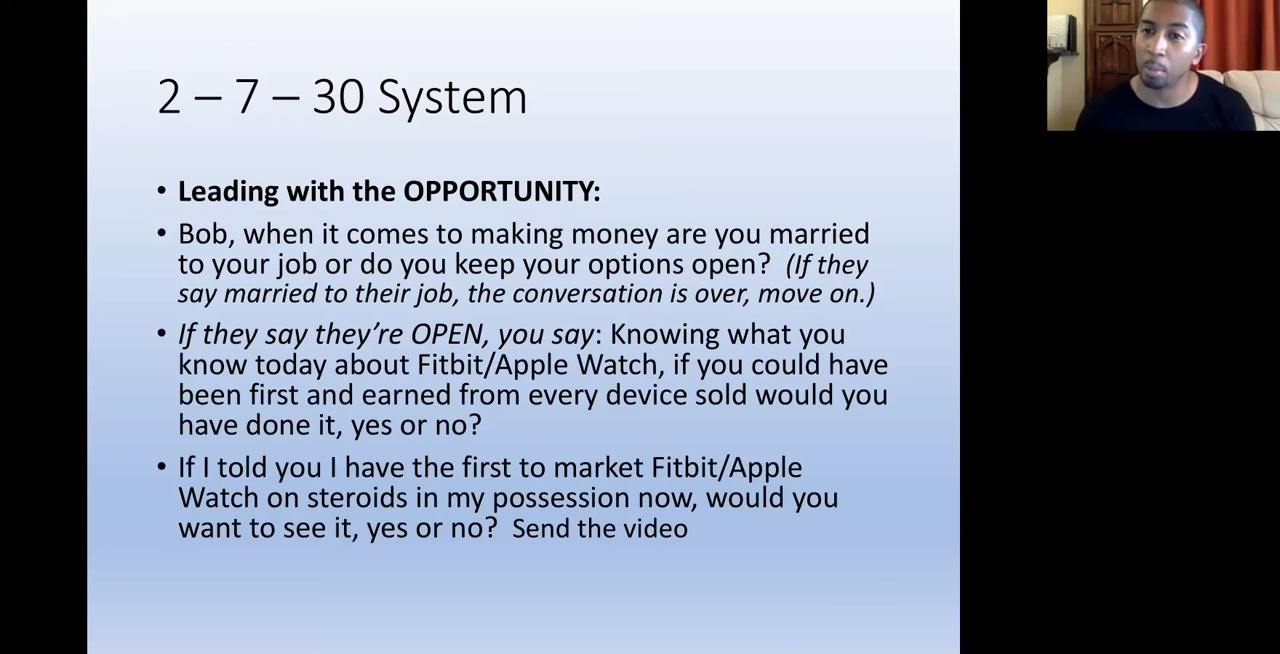 2 – 7 – 30 System
• Leading with the OPPORTUNITY:
• Bob, when it comes to making money are you married
to your job or do you keep your options open?  (If they
say married to their job, the conversation is over, move on.)
• If they say they’re OPEN, you say: Knowing what you
know today about Fitbit/Apple Watch, if you could have
been first and earned from every device sold would you
have done it, yes or no?
• If I told you I have the first to market Fitbit/Apple
Watch on steroids in my possession now, would you
want to see it, yes or no?  Send the video